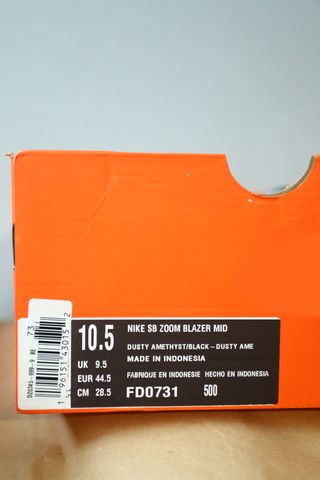 10.5
UK 9.5
EUR 44.5
CM 28.5
NIKE SB ZOOM BLAZER MID
DUSTY AMETHYST/BLACK-DUSTY AME
MADE IN INDONESIA
FABRIQUE EN INDONESIE HECHO EN INDONESIA
FD0731 500
73